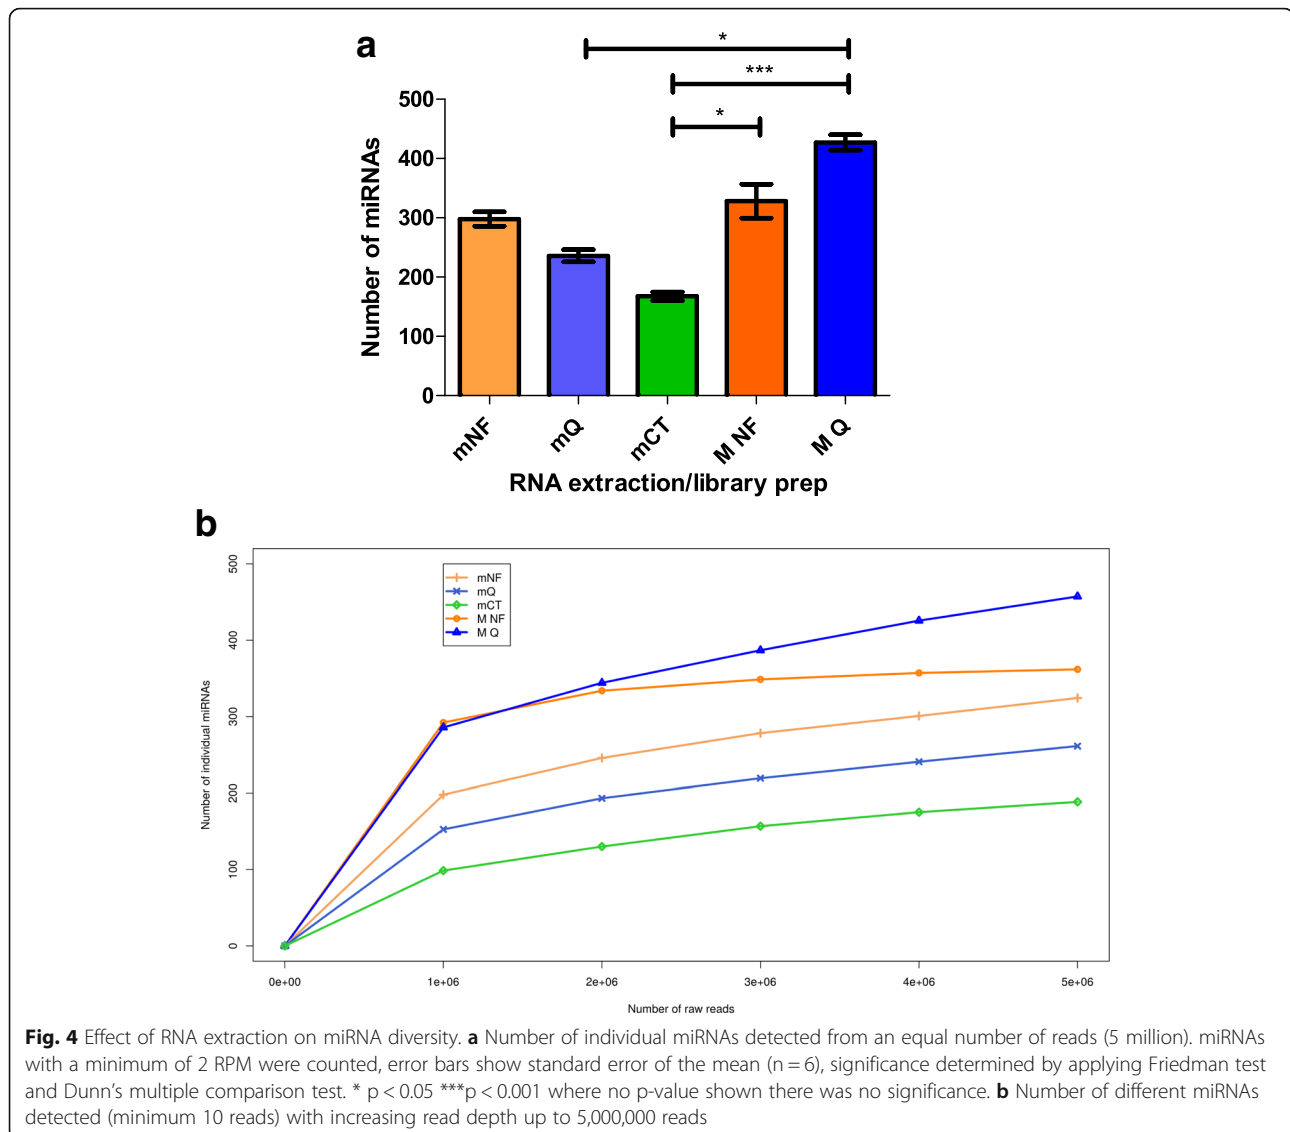 a
*
***
*
500
400
300
200
100
0
Number of miRNAs
mNF
mQ
mCT
M NF
M Q
RNA extraction/library prep
b
500
400
300
200
100
0
Number of individual miRNAs
mNF
mQ
mCT
M NF
M Q
0e+00
1e+06
2e+06
3e+06
4e+06
5e+06
Number of raw reads
Fig. 4 Effect of RNA extraction on miRNA diversity. a Number of individual miRNAs detected from an equal number of reads (5 million). miRNAs
with a minimum of 2 RPM were counted, error bars show standard error of the mean (n = 6), significance determined by applying Friedman test
and Dunn's multiple comparison test. * p < 0.05 ***p < 0.001 where no p-value shown there was no significance. b Number of different miRNAs
detected (minimum 10 reads) with increasing read depth up to 5,000,000 reads